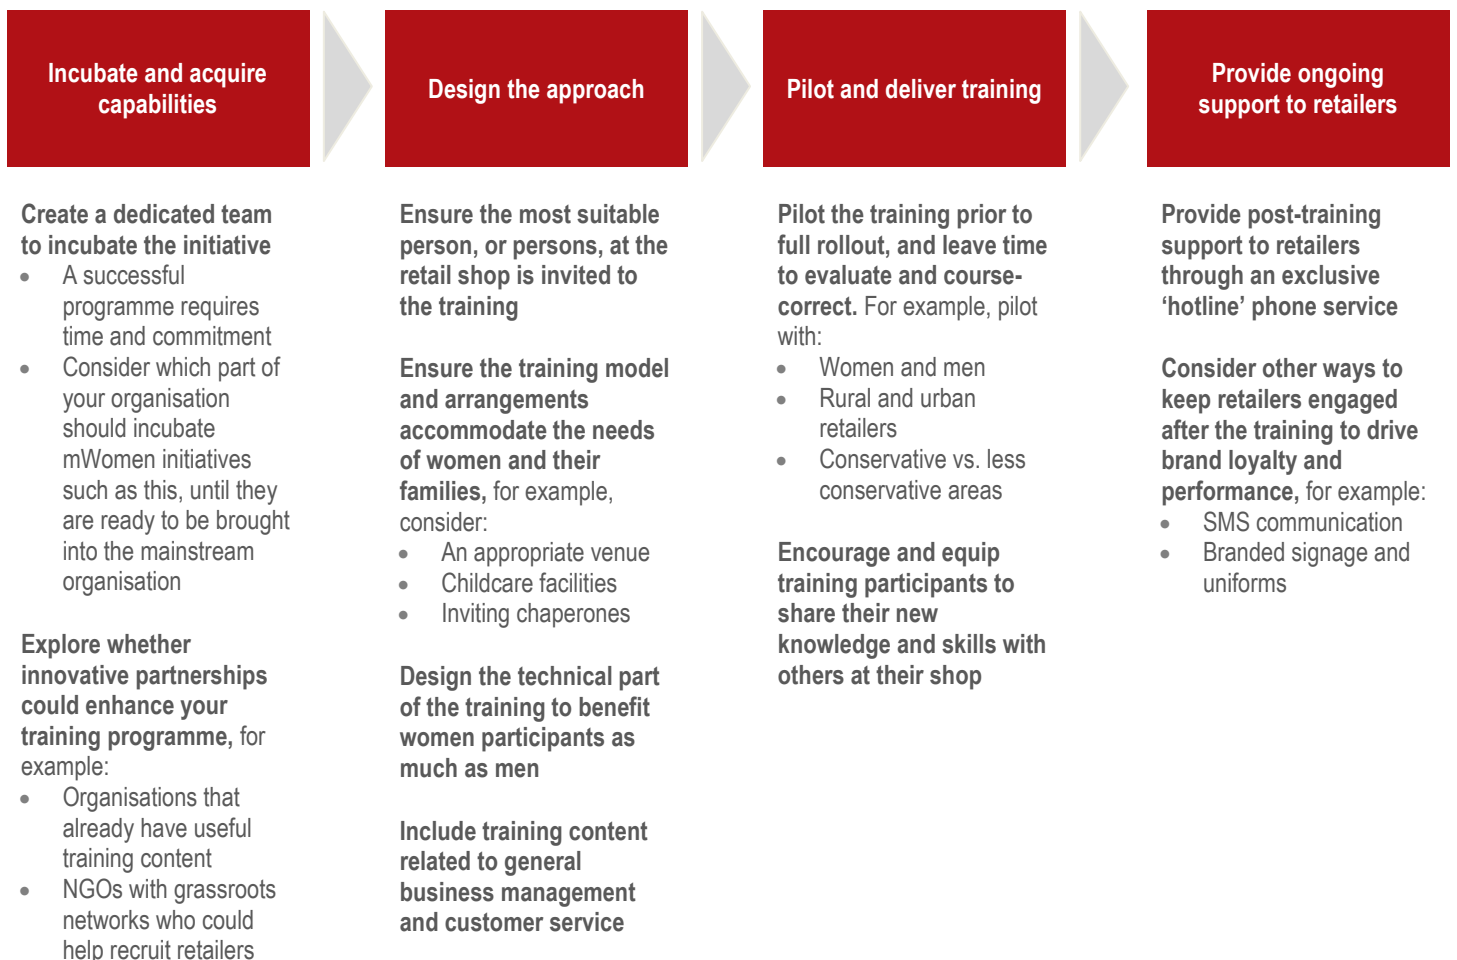 Incubate and acquire
capabilities
Design the approach
Pilot and deliver training
Provide ongoing
support to retailers
Create a dedicated team
to incubate the initiative
• A successful
programme requires
time and commitment
• Consider which part of
your organisation
should incubate
mWomen initiatives
such as this, until they
are ready to be brought
into the mainstream
organisation
Explore whether
innovative partnerships
could enhance your
training programme, for
example:
• Organisations that
already have useful
training content
• NGOs with grassroots
networks who could
help recruit retailers
Ensure the most suitable
person, or persons, at the
retail shop is invited to
the training
Ensure the training model
and arrangements
accommodate the needs
of women and their
families, for example,
consider:
• An appropriate venue
• Childcare facilities
• Inviting chaperones
Design the technical part
of the training to benefit
women participants as
much as men
Include training content
related to general
business management
and customer service
Pilot the training prior to
full rollout, and leave time
to evaluate and course-
correct. For example, pilot
with:
• Women and men
• Rural and urban
retailers
• Conservative vs. less
conservative areas
Encourage and equip
training participants to
share their new
knowledge and skills with
others at their shop
Provide post-training
support to retailers
through an exclusive
‘hotline’ phone service
Consider other ways to
keep retailers engaged
after the training to drive
brand loyalty and
performance, for example:
• SMS communication
• Branded signage and
uniforms